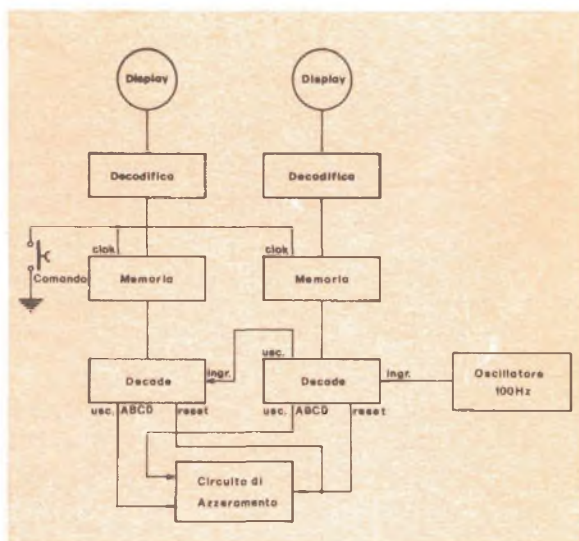 Display Display
Decodifica Decodifica
clok clok
Comando Memoria Memoria
usc.
Decade ingr. Decade ingr. Oscillatore
100Hz
usc. ABCD reset usc. ABCD reset
Circuito di
Azzeramento